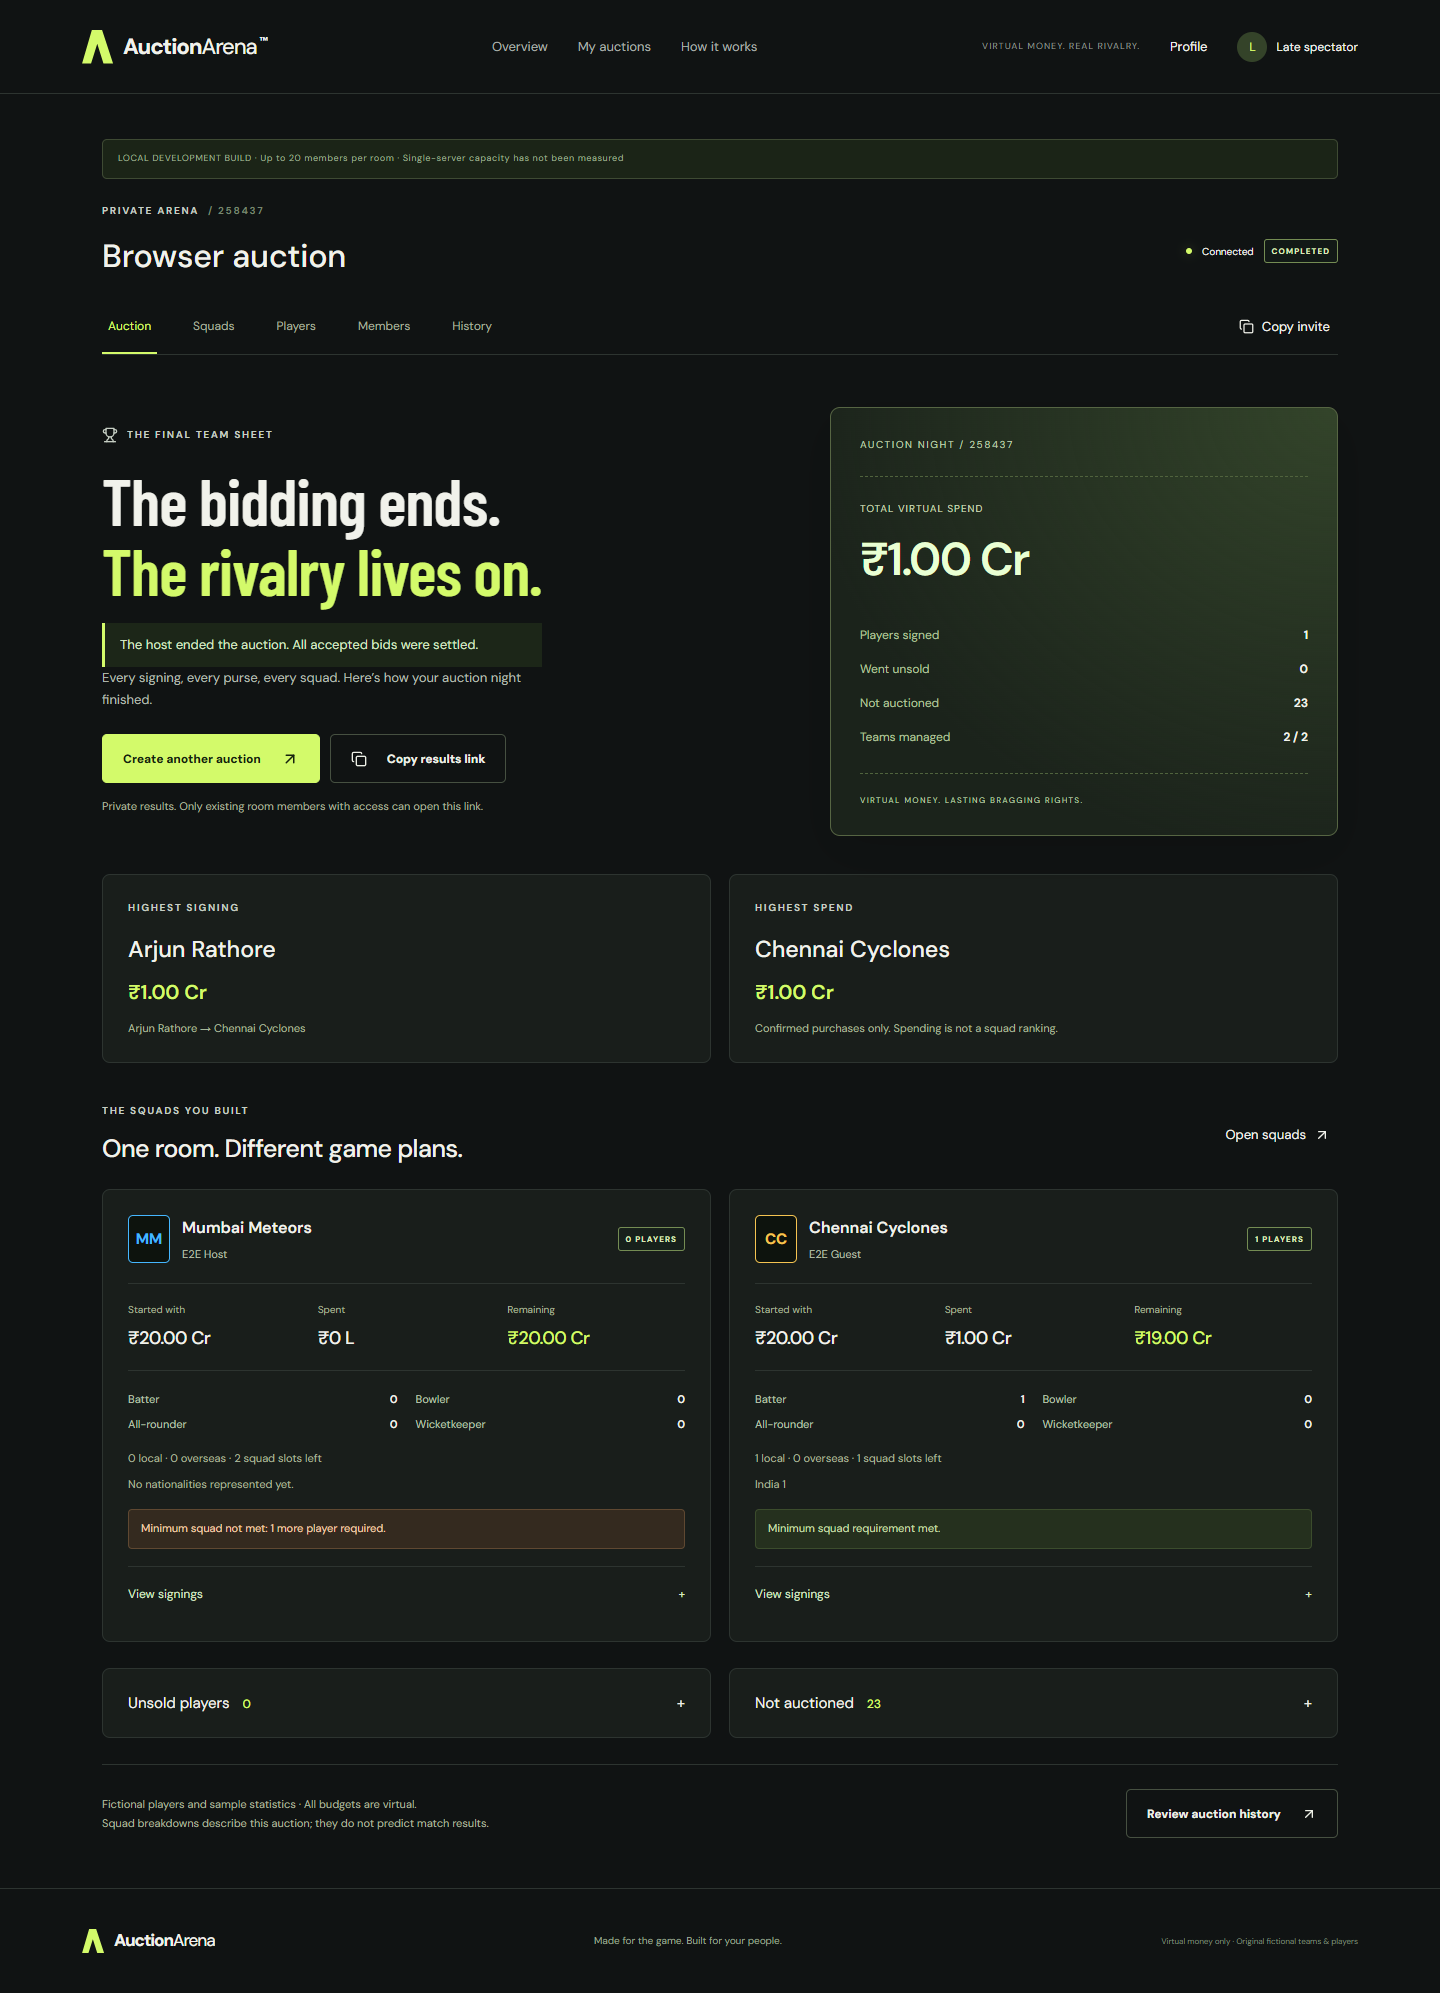 AuctionArena™
Overview
My auctions
How it works
VIRTUAL MONEY. REAL RIVALRY.
Profile
L
Late spectator
LOCAL DEVELOPMENT BUILD · Up to 20 members per room · Single-server capacity has not been measured
PRIVATE ARENA / 258437
Browser auction
Connected
COMPLETED
Auction
Squads
Players
Members
History
Copy invite
THE FINAL TEAM SHEET
The bidding ends.
The rivalry lives on.
The host ended the auction. All accepted bids were settled.
Every signing, every purse, every squad. Here's how your auction night
finished.
Create another auction
Copy results link
Private results. Only existing room members with access can open this link.
AUCTION NIGHT / 258437
TOTAL VIRTUAL SPEND
₹1.00 Cr
Players signed 1
Went unsold 0
Not auctioned 23
Teams managed 2 / 2
VIRTUAL MONEY. LASTING BRAGGING RIGHTS.
HIGHEST SIGNING
Arjun Rathore
₹1.00 Cr
Arjun Rathore → Chennai Cyclones
HIGHEST SPEND
Chennai Cyclones
₹1.00 Cr
Confirmed purchases only. Spending is not a squad ranking.
THE SQUADS YOU BUILT
One room. Different game plans.
Open squads
MM
Mumbai Meteors
E2E Host
0 PLAYERS
Started with Spent Remaining
₹20.00 Cr ₹0 L ₹20.00 Cr
Batter 0 Bowler 0
All-rounder 0 Wicketkeeper 0
0 local · 0 overseas · 2 squad slots left
No nationalities represented yet.
Minimum squad not met: 1 more player required.
View signings +
CC
Chennai Cyclones
E2E Guest
1 PLAYERS
Started with Spent Remaining
₹20.00 Cr ₹1.00 Cr ₹19.00 Cr
Batter 1 Bowler 0
All-rounder 0 Wicketkeeper 0
1 local · 0 overseas · 1 squad slots left
India 1
Minimum squad requirement met.
View signings +
Unsold players 0 +
Not auctioned 23 +
Fictional players and sample statistics · All budgets are virtual.
Squad breakdowns describe this auction; they do not predict match results.
Review auction history
AuctionArena
Made for the game. Built for your people.
Virtual money only · Original fictional teams & players